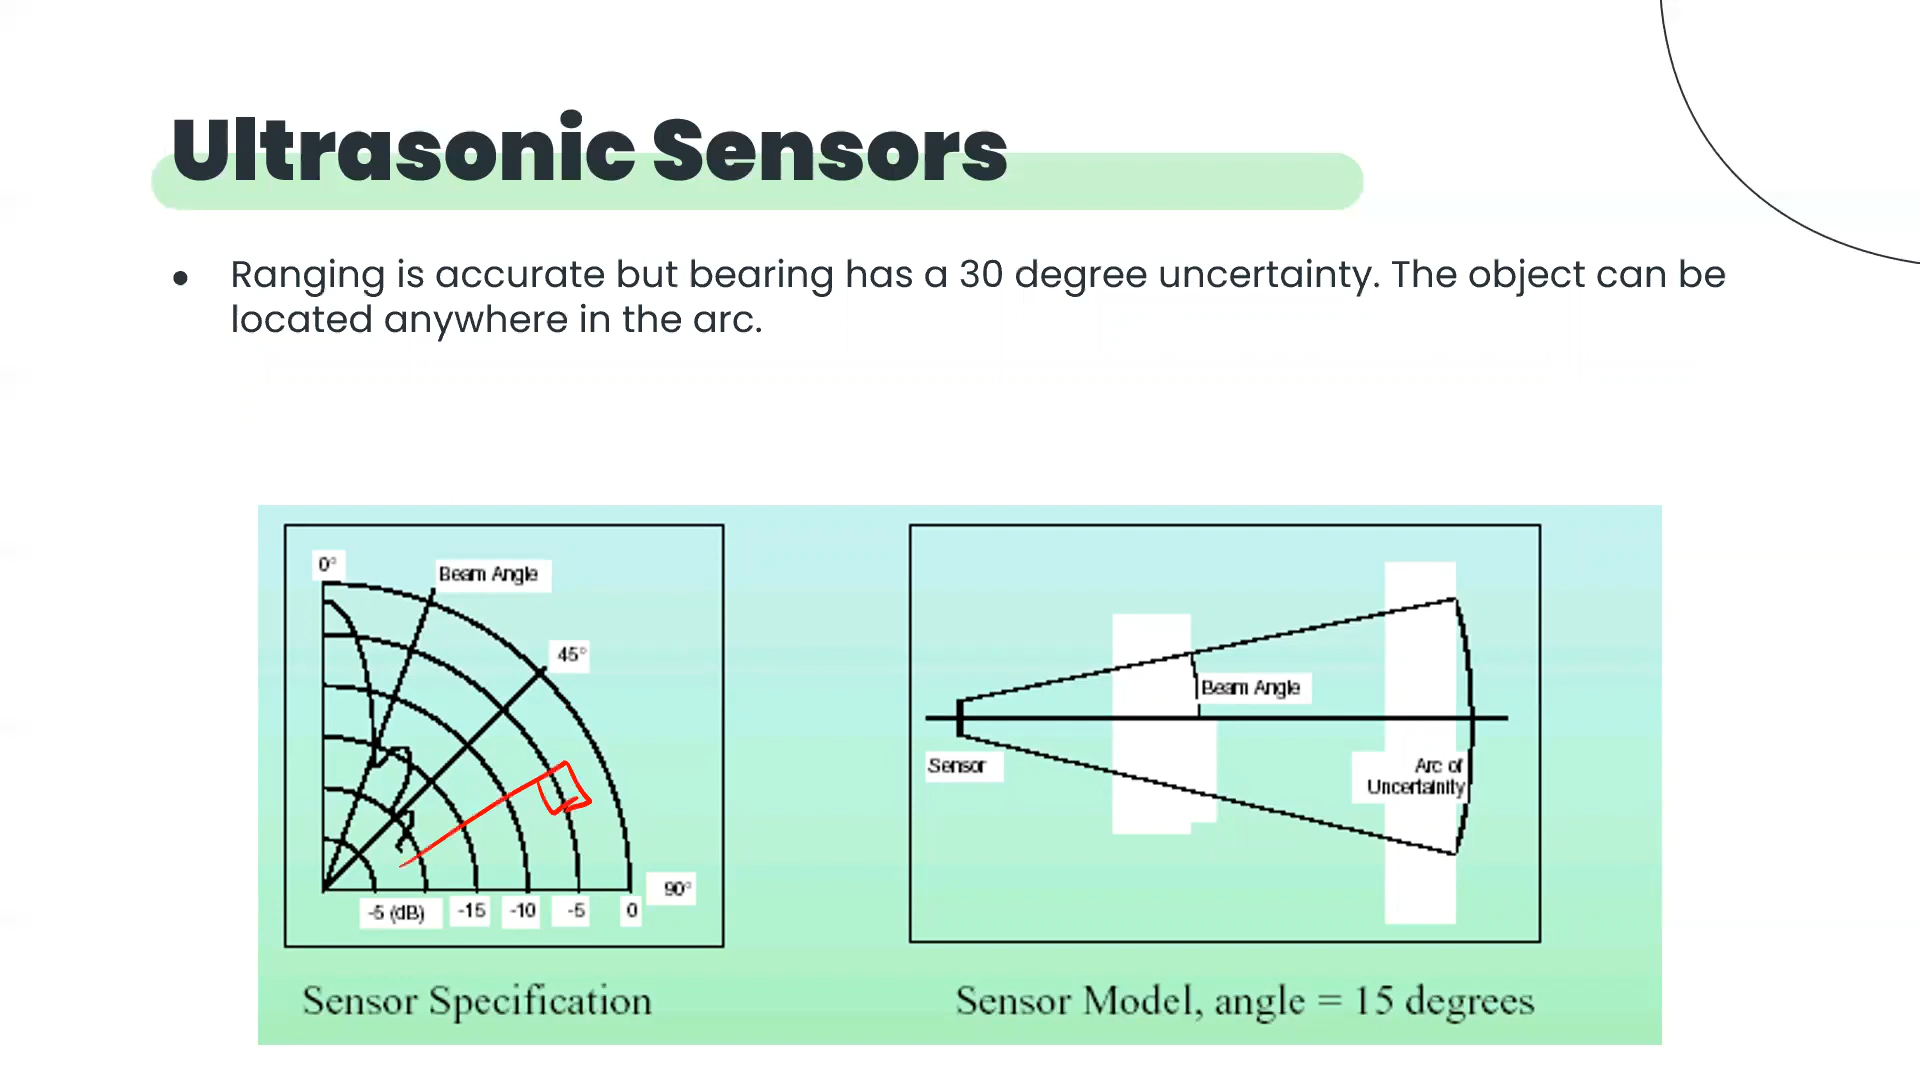 Ultrasonic Sensors
● Ranging is accurate but bearing has a 30 degree uncertainty. The object can be
located anywhere in the arc.
0°
Beam Angle
45°
90°
-5 (dB) -15 -10 -5 0
Sensor Specification
Beam Angle
Sensor
Arc of
Uncertainity
Sensor Model, angle = 15 degrees